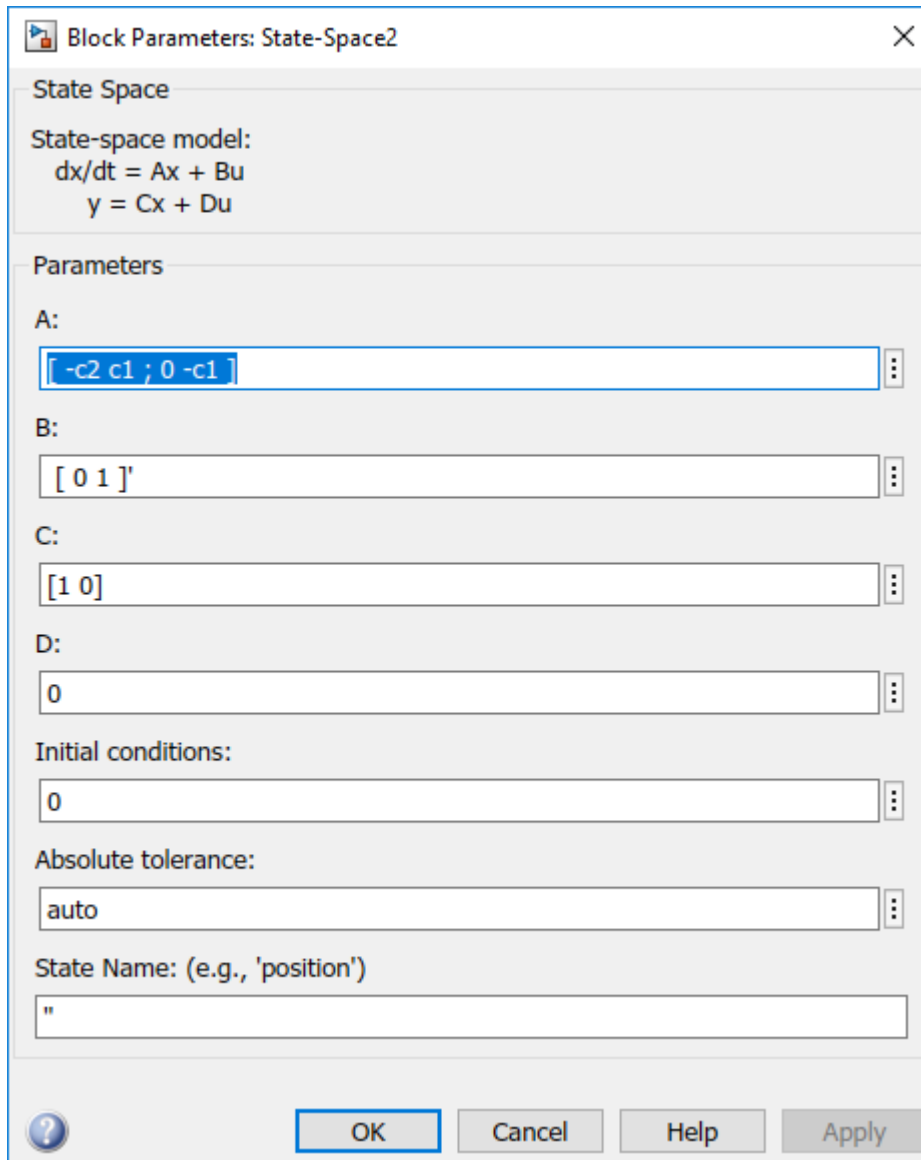 Block Parameters: State-Space2
State Space
State-space model:
dx/dt = Ax + Bu
y = Cx + Du
Parameters
A:
[ -c2 c1 ; 0 -c1 ]
B:
[ 0 1 ]'
C:
[1 0]
D:
0
Initial conditions:
0
Absolute tolerance:
auto
State Name: (e.g., 'position')
''
? OK Cancel Help Apply